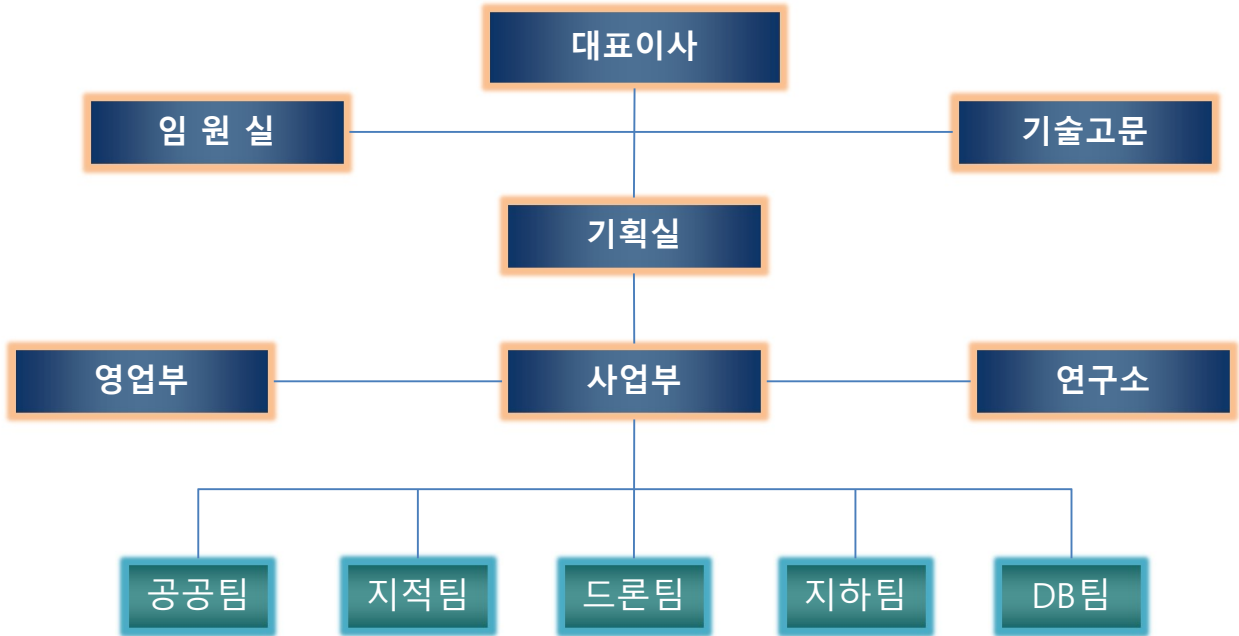 대표이사
임 원 실
기술고문
기획실
영업부
사업부
연구소
공공팀
지적팀
드론팀
지하팀
DB팀